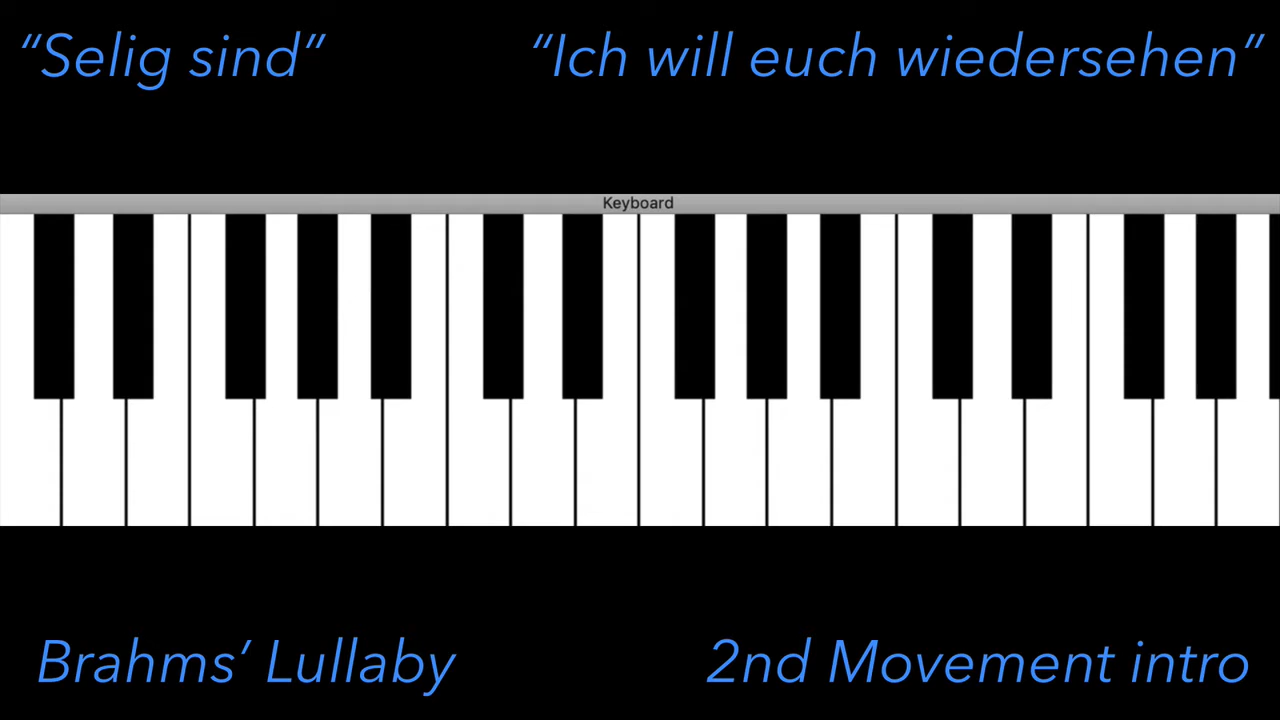 “Selig sind”
“Ich will euch wiedersehen”
Keyboard
Brahms’ Lullaby
2nd Movement intro